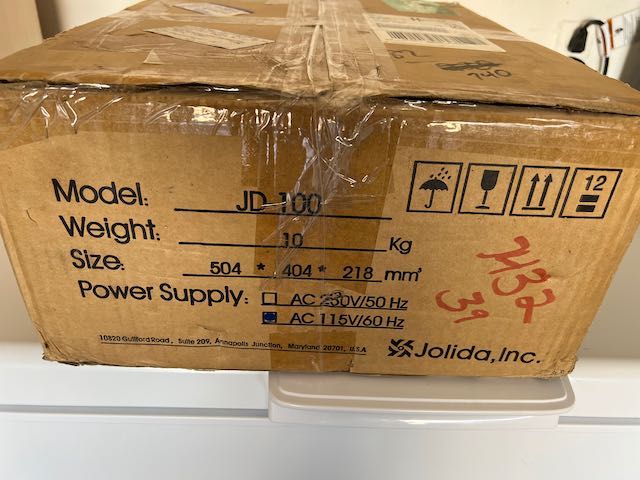 740
Model: JD 100
Weight: 10 Kg
Size: 504 * 404 * 218 mm³
Power Supply: ☐ AC 230V/50 Hz
☑ AC 115V/60 Hz
10820 Guilford Road, Suite 209, Annapolis Junction, Maryland 20701, U.S.A
Jolida, Inc.
12
39